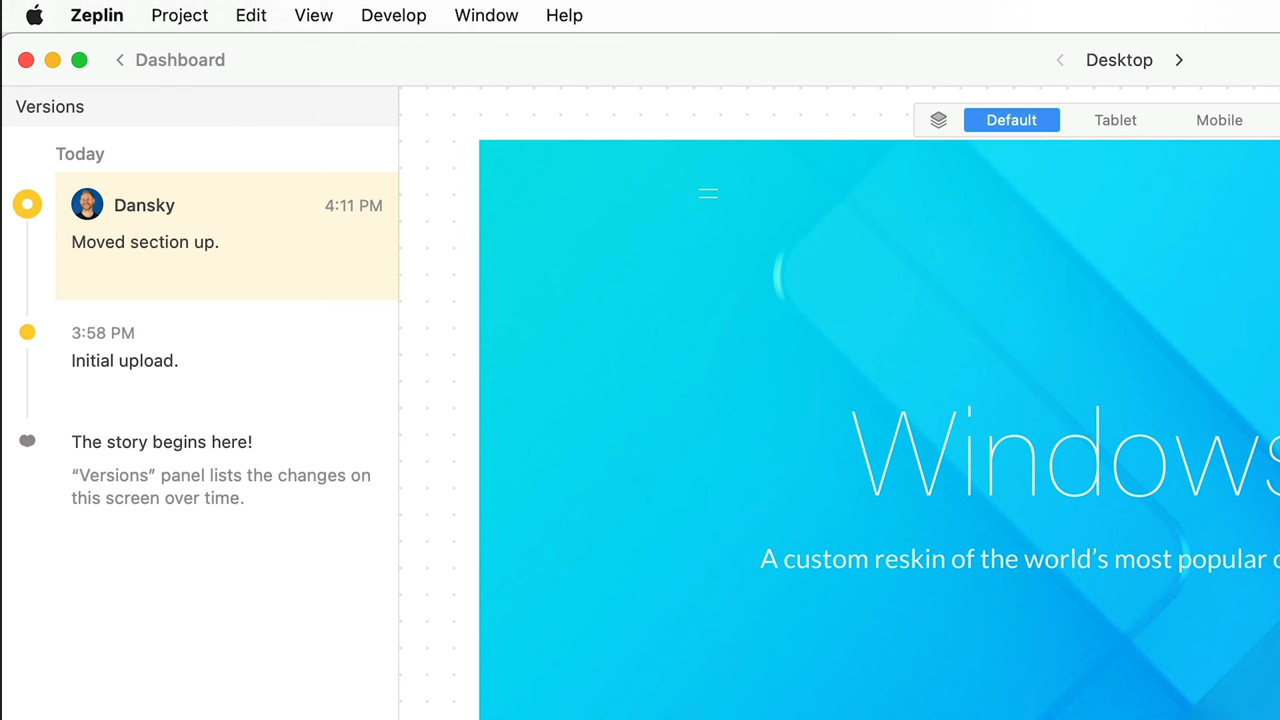 Zeplin Project Edit View Develop Window Help
Dashboard
Desktop
Versions
Default Tablet Mobile
Today
Dansky 4:11 PM
Moved section up.
3:58 PM
Initial upload.
The story begins here!
“Versions” panel lists the changes on
this screen over time.
Windows
A custom reskin of the world’s most popular